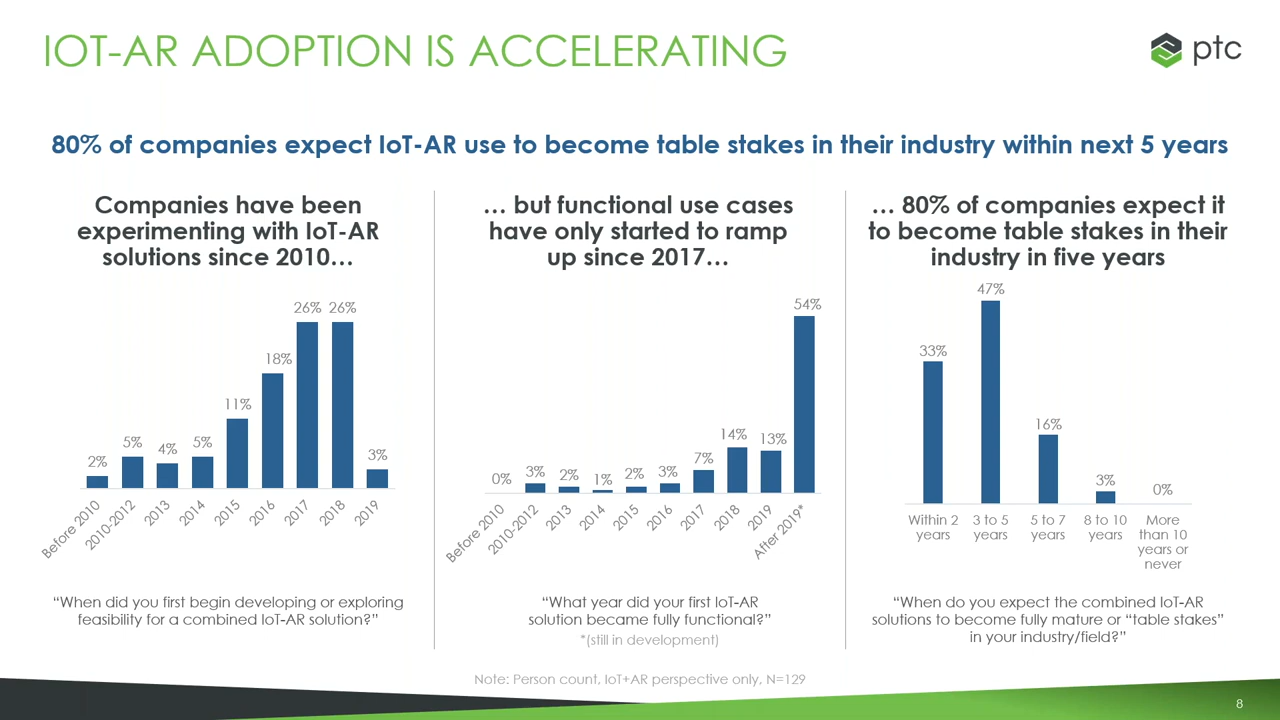 IOT-AR ADOPTION IS ACCELERATING
ptc
80% of companies expect IoT-AR use to become table stakes in their industry within next 5 years
Companies have been
experimenting with IoT-AR
solutions since 2010…
2%
5%
4%
5%
11%
18%
26%
26%
3%
Before 2010
2010-2012
2013
2014
2015
2016
2017
2018
2019
“When did you first begin developing or exploring
feasibility for a combined IoT-AR solution?”
… but functional use cases
have only started to ramp
up since 2017…
0%
3%
2%
1%
2%
3%
7%
14%
13%
54%
Before 2010
2010-2012
2013
2014
2015
2016
2017
2018
2019
After 2019*
“What year did your first IoT-AR
solution became fully functional?”
*(still in development)
… 80% of companies expect it
to become table stakes in their
industry in five years
33%
47%
16%
3%
0%
Within 2
years
3 to 5
years
5 to 7
years
8 to 10
years
More
than 10
years or
never
“When do you expect the combined IoT-AR
solutions to become fully mature or “table stakes”
in your industry/field?”
Note: Person count, IoT+AR perspective only, N=129
8